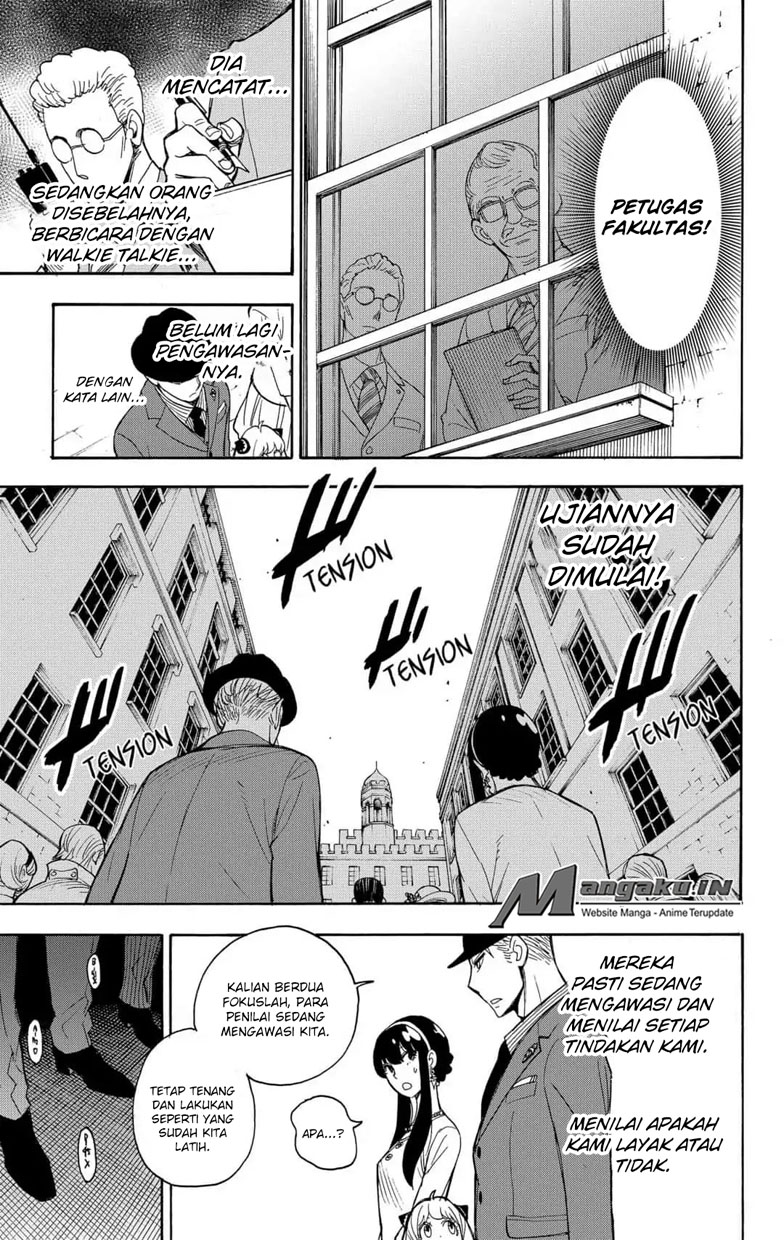 PETUGAS
FAKULTAS!
DIA
MENCATAT...
SEDANGKAN ORANG
DISEBELAHNYA,
BERBICARA DENGAN
WALKIE TALKIE...
BELUM LAGI
PENGAWASAN-
NYA.
DENGAN
KATA LAIN...
UJIANNYA
SUDAH
DIMULAI!
TENSION
TENSION
TENSION
TENSION
Mangaku.IN
Website Manga - Anime Terupdate
MEREKA
PASTI SEDANG
MENGAWASI DAN
MENILAI SETIAP
TINDAKAN KAMI.
MENILAI APAKAH
KAMI LAYAK ATAU
TIDAK.
KALIAN BERDUA
FOKUSLAH, PARA
PENILAI SEDANG
MENGAWASI KITA.
TETAP TENANG
DAN LAKUKAN
SEPERTI YANG
SUDAH KITA
LATIH.
APA...?